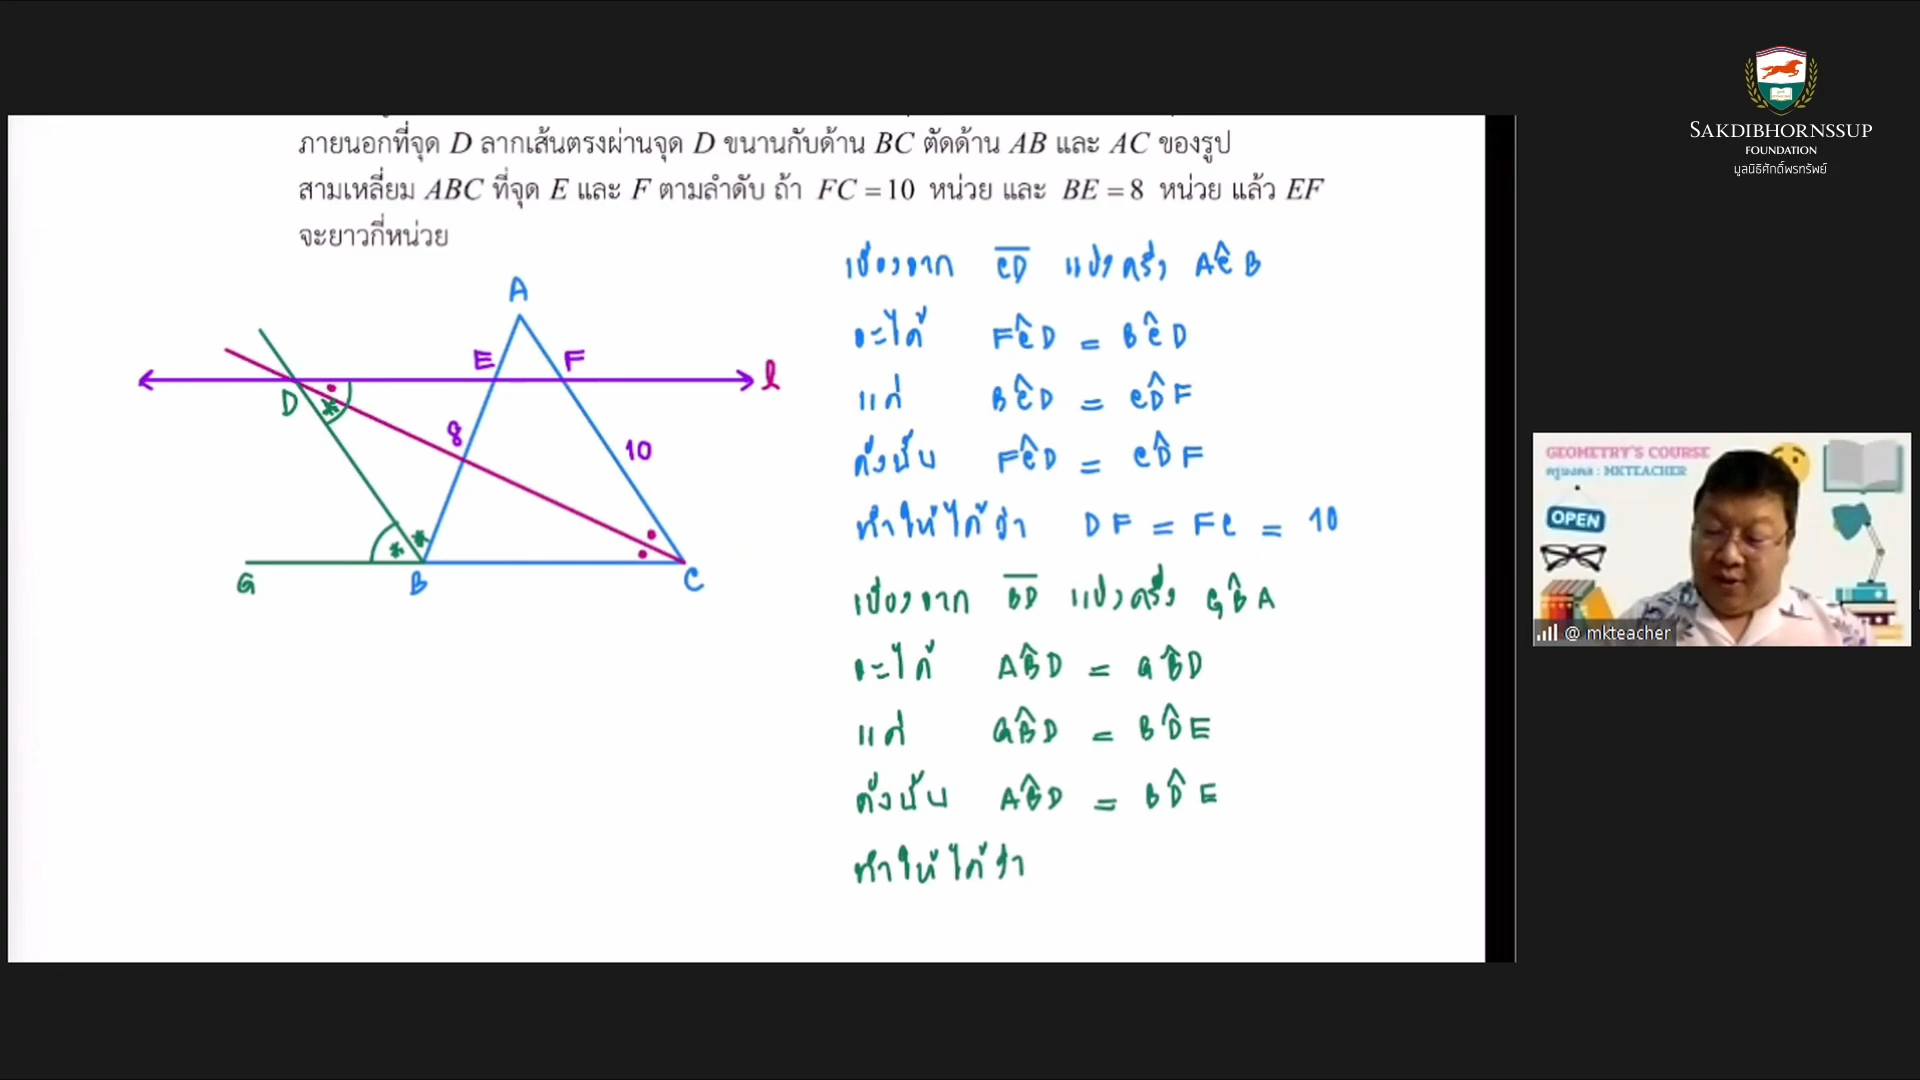 SAKDIBHORNSSUP
FOUNDATION
มูลนิธิศักดิ์พรทรัพย์
ภายนอกที่จุด D ลากเส้นตรงผ่านจุด D ขนานกับด้าน BC ตัดด้าน AB และ AC ของรูป
สามเหลี่ยม ABC ที่จุด E และ F ตามลำดับ ถ้า FC = 10 หน่วย และ BE = 8 หน่วย แล้ว EF
จะยาวกี่หน่วย
A
E
F
l
D
8
10
G
B
C
เนื่องจาก CD แบ่งครึ่ง AĈB
จะได้ FĈD = BĈD
แต่ BĈD = CD̂F
ดังนั้น FĈD = CD̂F
ทำให้ได้ว่า DF = FC = 10
เนื่องจาก BD แบ่งครึ่ง GB̂A
จะได้ AB̂D = GB̂D
แต่ GB̂D = BD̂E
ดังนั้น AB̂D = BD̂E
ทำให้ได้ว่า
GEOMETRY'S COURSE
ครูมงคล : MKTEACHER
OPEN
@ mkteacher